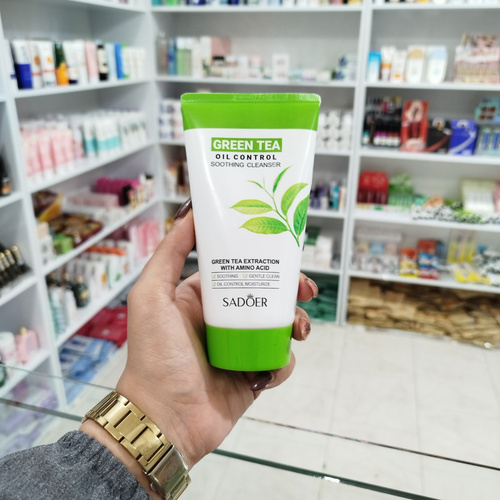 GREEN TEA
OIL CONTROL
SOOTHING CLEANSER
GREEN TEA EXTRACTION
WITH AMINO ACID
SOOTHING GENTLE CLEAN
OIL CONTROL MOISTURIZE
SADOER